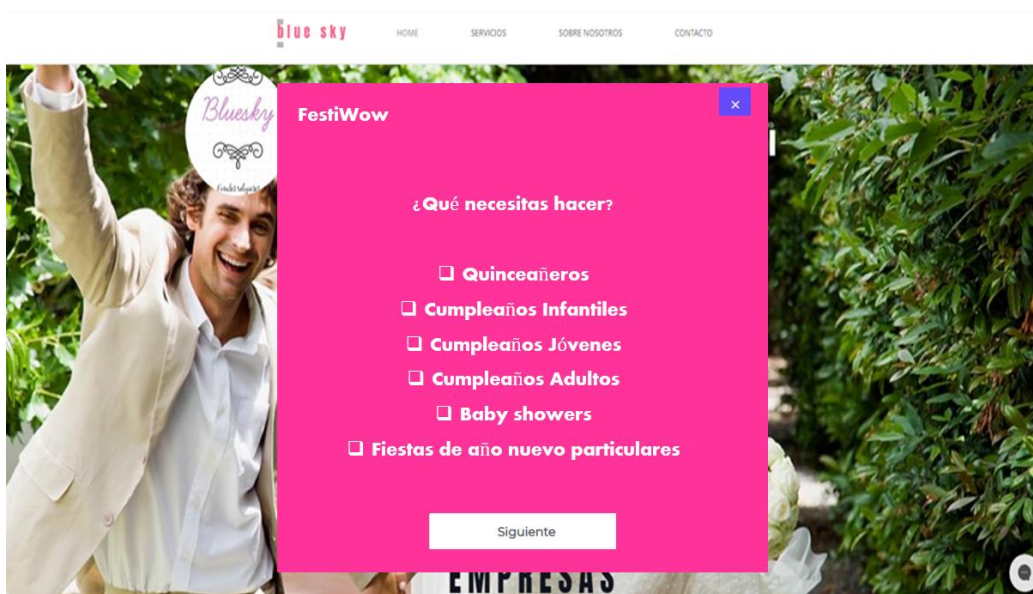 blue sky
HOME
SERVICIOS
SOBRE NOSOTROS
CONTACTO
Bluesky
FestiWow
×
¿Qué necesitas hacer?
Quinceañeros
Cumpleaños Infantiles
Cumpleaños Jóvenes
Cumpleaños Adultos
Baby showers
Fiestas de año nuevo particulares
Siguiente
EMPRESAS